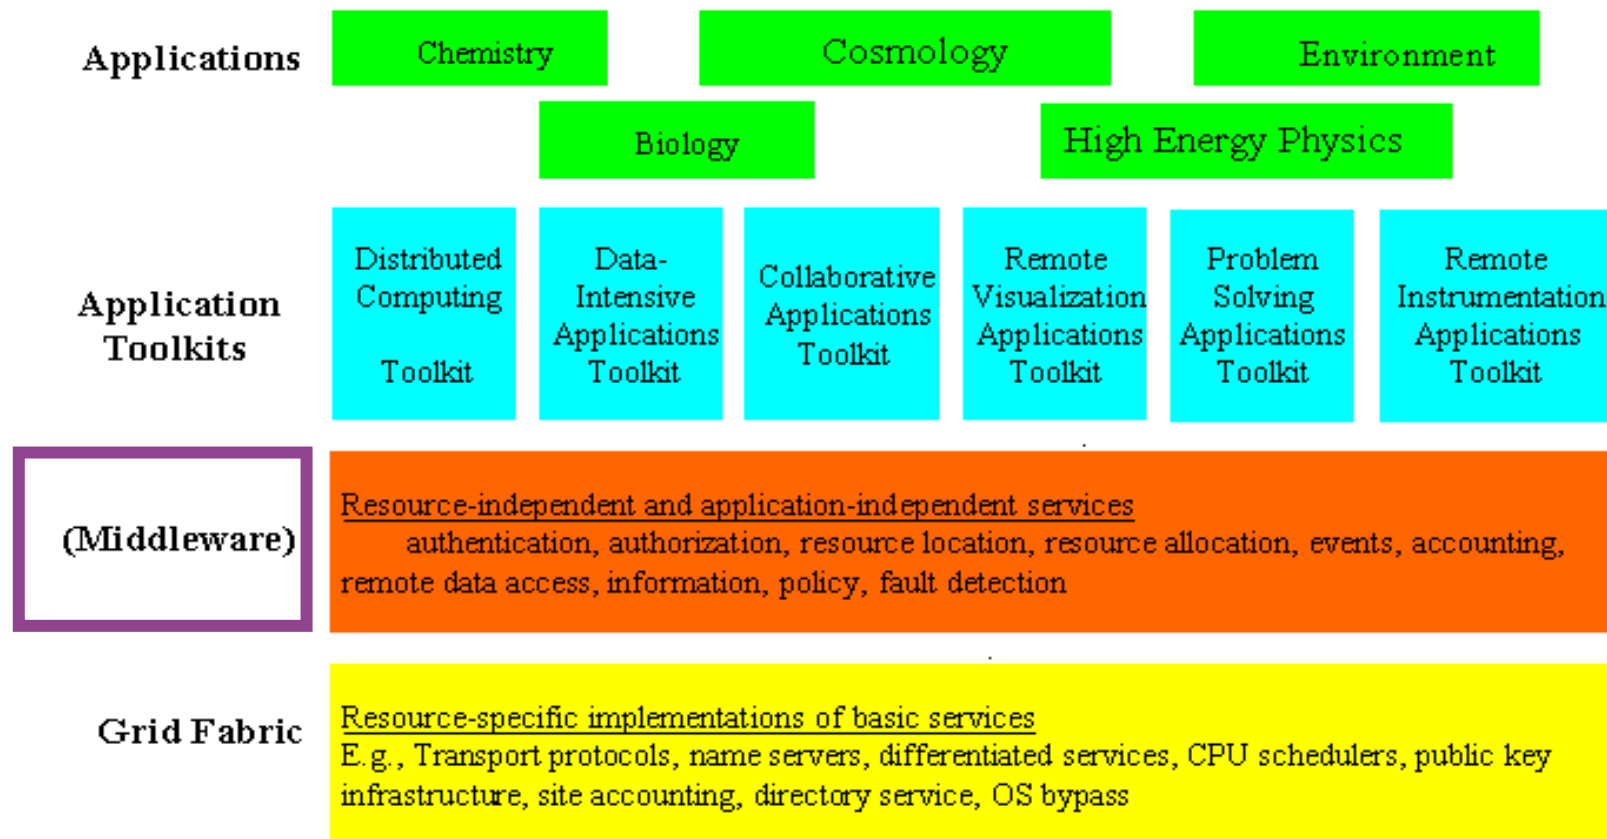 Applications
Chemistry
Cosmology
Environment
Biology
High Energy Physics
Application
Toolkits
Distributed
Computing
Toolkit
Data-
Intensive
Applications
Toolkit
Collaborative
Applications
Toolkit
Remote
Visualization
Applications
Toolkit
Problem
Solving
Applications
Toolkit
Remote
Instrumentation
Applications
Toolkit
(Middleware)
Resource-independent and application-independent services
authentication, authorization, resource location, resource allocation, events, accounting,
remote data access, information, policy, fault detection
Grid Fabric
Resource-specific implementations of basic services
E.g., Transport protocols, name servers, differentiated services, CPU schedulers, public key
infrastructure, site accounting, directory service, OS bypass